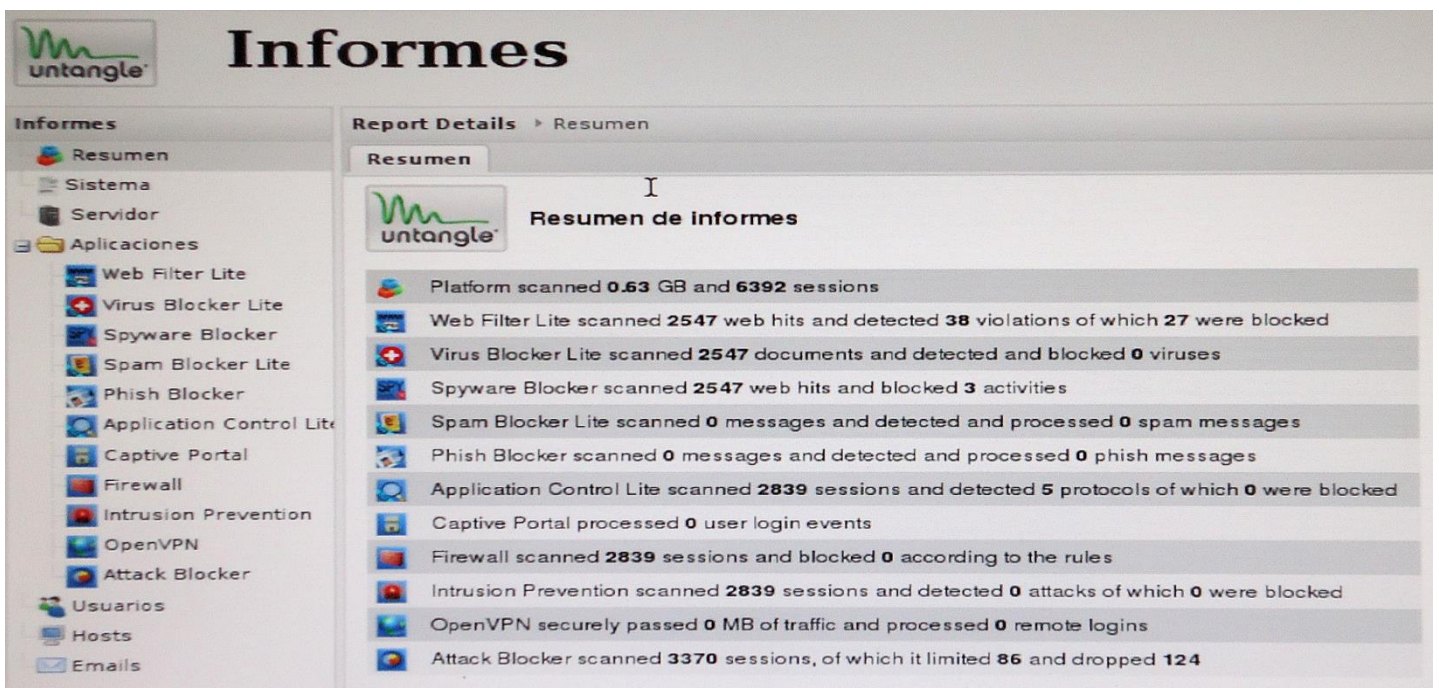 untangle
Informes
Informes
Resumen
Sistema
Servidor
Aplicaciones
Web Filter Lite
Virus Blocker Lite
Spyware Blocker
Spam Blocker Lite
Phish Blocker
Application Control Lite
Captive Portal
Firewall
Intrusion Prevention
OpenVPN
Attack Blocker
Usuarios
Hosts
Emails
Report Details Resumen
Resumen
untangle
Resumen de informes
Platform scanned 0.63 GB and 6392 sessions
Web Filter Lite scanned 2547 web hits and detected 38 violations of which 27 were blocked
Virus Blocker Lite scanned 2547 documents and detected and blocked 0 viruses
SPY Spyware Blocker scanned 2547 web hits and blocked 3 activities
Spam Blocker Lite scanned 0 messages and detected and processed 0 spam messages
Phish Blocker scanned 0 messages and detected and processed 0 phish messages
Application Control Lite scanned 2839 sessions and detected 5 protocols of which 0 were blocked
Captive Portal processed 0 user login events
Firewall scanned 2839 sessions and blocked 0 according to the rules
Intrusion Prevention scanned 2839 sessions and detected 0 attacks of which 0 were blocked
OpenVPN securely passed 0 MB of traffic and processed 0 remote logins
Attack Blocker scanned 3370 sessions, of which it limited 86 and dropped 124